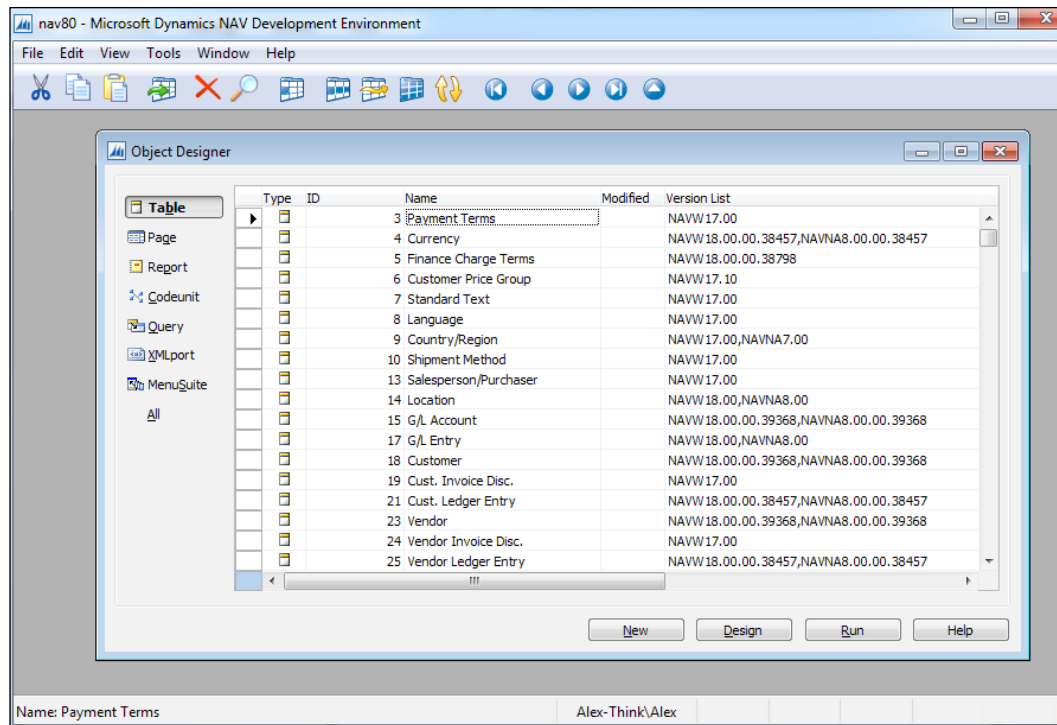 nav80 - Microsoft Dynamics NAV Development Environment
File Edit View Tools Window Help
Object Designer
Type ID Name Modified Version List
Table
Page
Report
Codeunit
Query
XMLport
MenuSuite
All
3 Payment Terms NAVW17.00
4 Currency NAVW18.00.00.38457,NAVNA8.00.00.38457
5 Finance Charge Terms NAVW18.00.00.38798
6 Customer Price Group NAVW17.10
7 Standard Text NAVW17.00
8 Language NAVW17.00
9 Country/Region NAVW17.00,NAVNA7.00
10 Shipment Method NAVW17.00
13 Salesperson/Purchaser NAVW17.00
14 Location NAVW18.00,NAVNA8.00
15 G/L Account NAVW18.00.00.39368,NAVNA8.00.00.39368
17 G/L Entry NAVW18.00,NAVNA8.00
18 Customer NAVW18.00.00.39368,NAVNA8.00.00.39368
19 Cust. Invoice Disc. NAVW17.00
21 Cust. Ledger Entry NAVW18.00.00.38457,NAVNA8.00.00.38457
23 Vendor NAVW18.00.00.39368,NAVNA8.00.00.39368
24 Vendor Invoice Disc. NAVW17.00
25 Vendor Ledger Entry NAVW18.00.00.38457,NAVNA8.00.00.38457
New Design Run Help
Name: Payment Terms Alex-Think\Alex